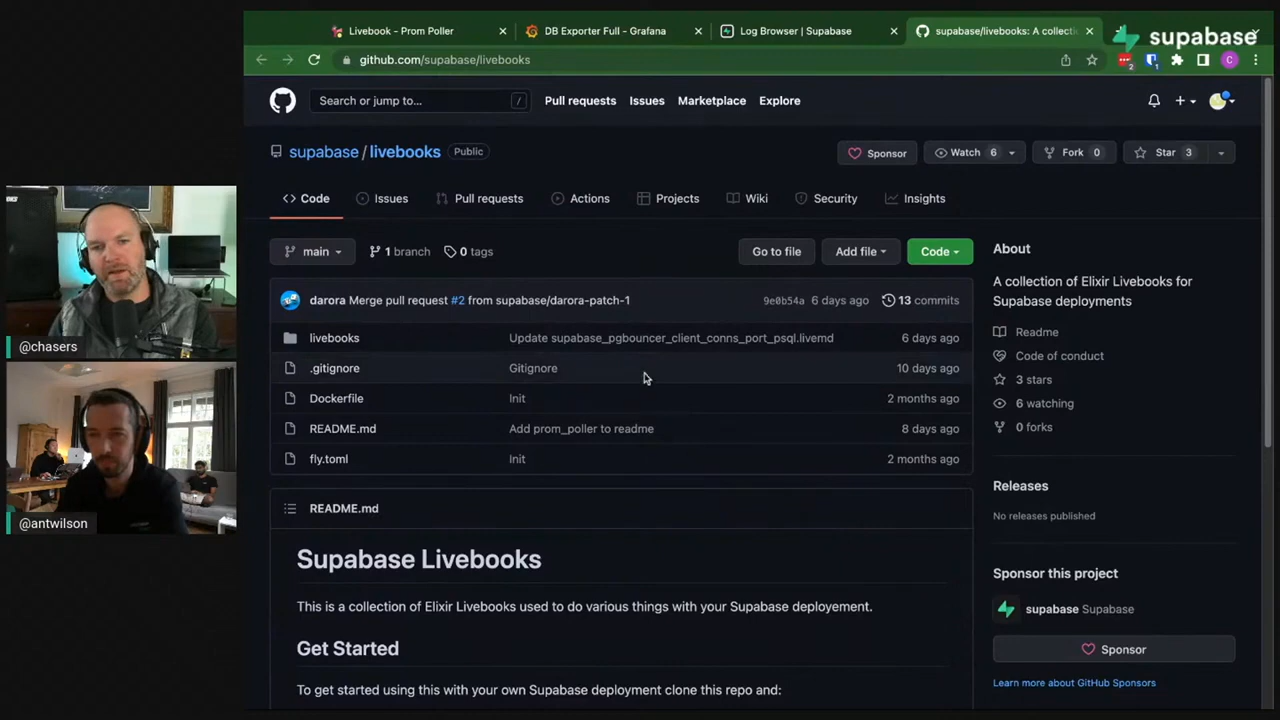 Livebook - Prom Poller
DB Exporter Full - Grafana
Log Browser | Supabase
supabase/livebooks: A collecti
supabase
github.com/supabase/livebooks
2
1
C
Search or jump to...
/
Pull requests
Issues
Marketplace
Explore
supabase / livebooks
Public
Sponsor
Watch 6
Fork 0
Star 3
Code
Issues
Pull requests
Actions
Projects
Wiki
Security
Insights
main
1 branch
0 tags
Go to file
Add file
Code
darora Merge pull request #2 from supabase/darora-patch-1
9e0b54a 6 days ago
13 commits
livebooks
Update supabase_pgbouncer_client_conns_port_psql.livemd
6 days ago
.gitignore
Gitignore
10 days ago
Dockerfile
Init
2 months ago
README.md
Add prom_poller to readme
8 days ago
fly.toml
Init
2 months ago
README.md
Supabase Livebooks
This is a collection of Elixir Livebooks used to do various things with your Supabase deployement.
Get Started
To get started using this with your own Supabase deployment clone this repo and:
About
A collection of Elixir Livebooks for
Supabase deployments
Readme
Code of conduct
3 stars
6 watching
0 forks
Releases
No releases published
Sponsor this project
supabase Supabase
Sponsor
Learn more about GitHub Sponsors
@chasers
@antwilson